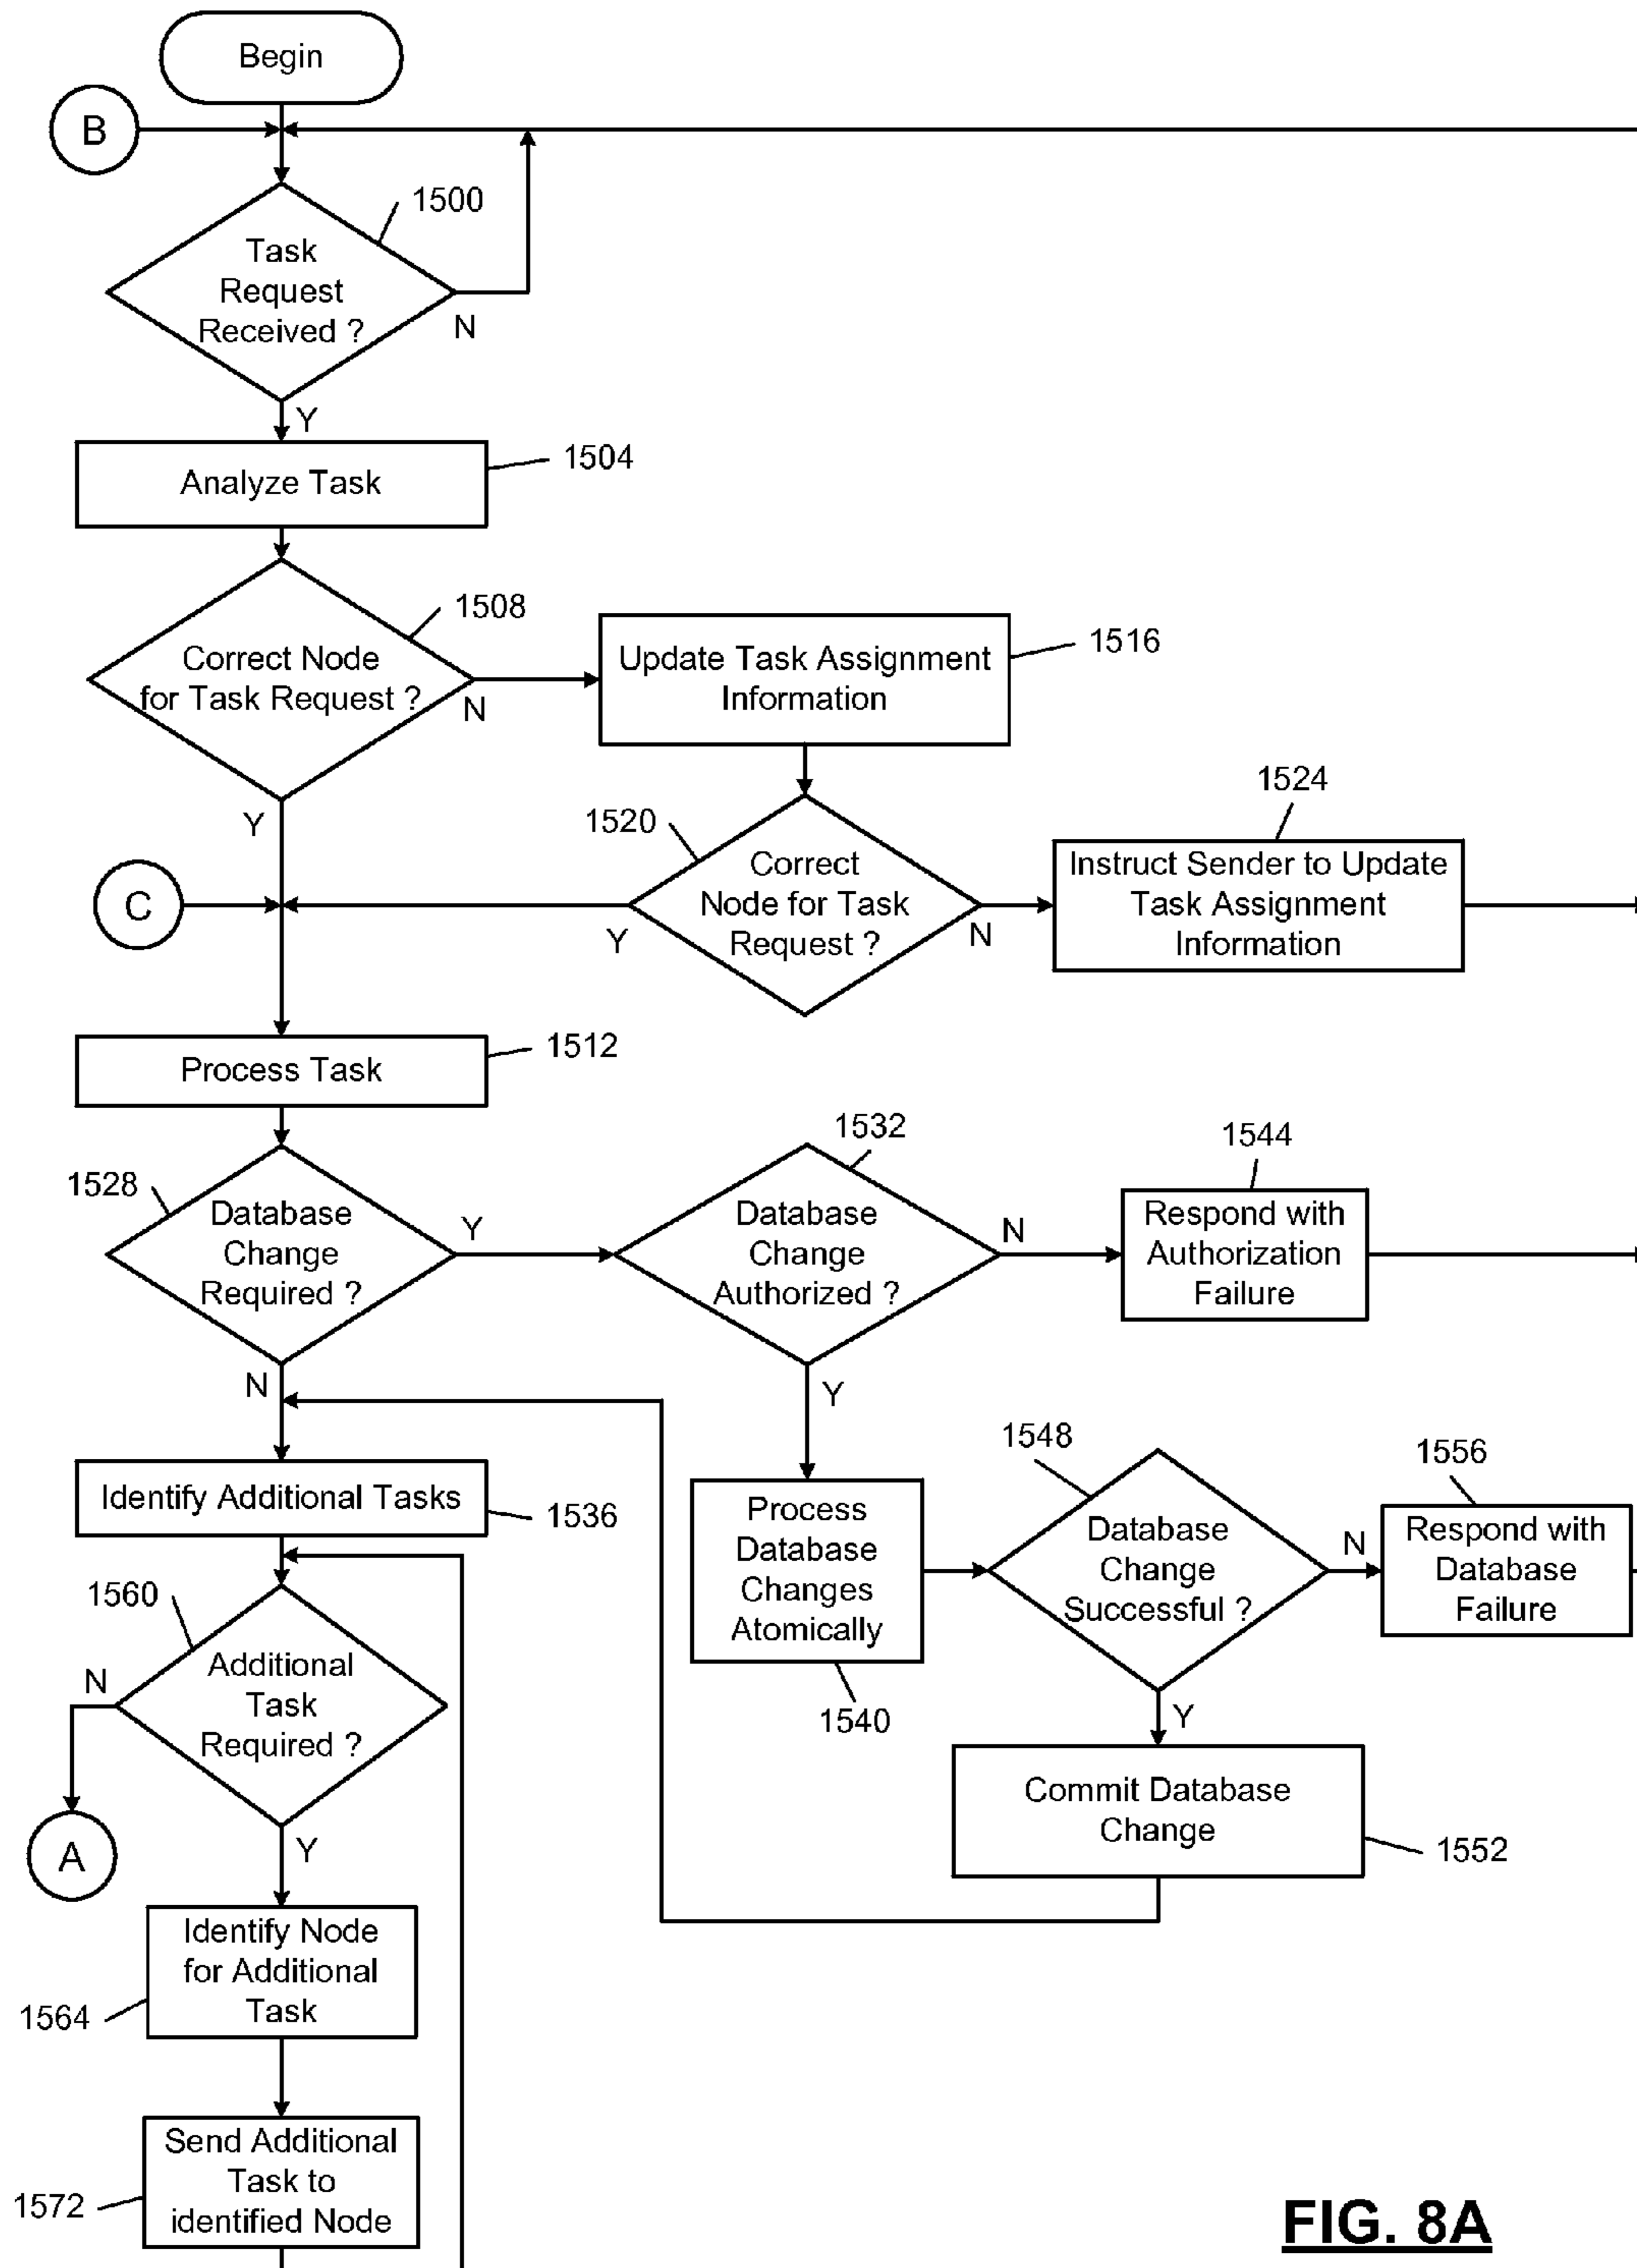 Begin
B
1500
Task
Request
Received ?
N
Y
1504
Analyze Task
1508
Correct Node
for Task Request ?
N
Y
1516
Update Task Assignment
Information
1520
Correct
Node for Task
Request ?
Y
N
1524
Instruct Sender to Update
Task Assignment
Information
C
1512
Process Task
1528
Database
Change
Required ?
Y
N
1532
Database
Change
Authorized ?
N
Y
1544
Respond with
Authorization
Failure
Identify Additional Tasks
1536
Process
Database
Changes
Atomically
1540
1548
Database
Change
Successful ?
N
Y
1556
Respond with
Database
Failure
1560
Additional
Task
Required ?
N
Y
A
Commit Database
Change
1552
Identify Node
for Additional
Task
1564
Send Additional
Task to
identified Node
1572
FIG. 8A